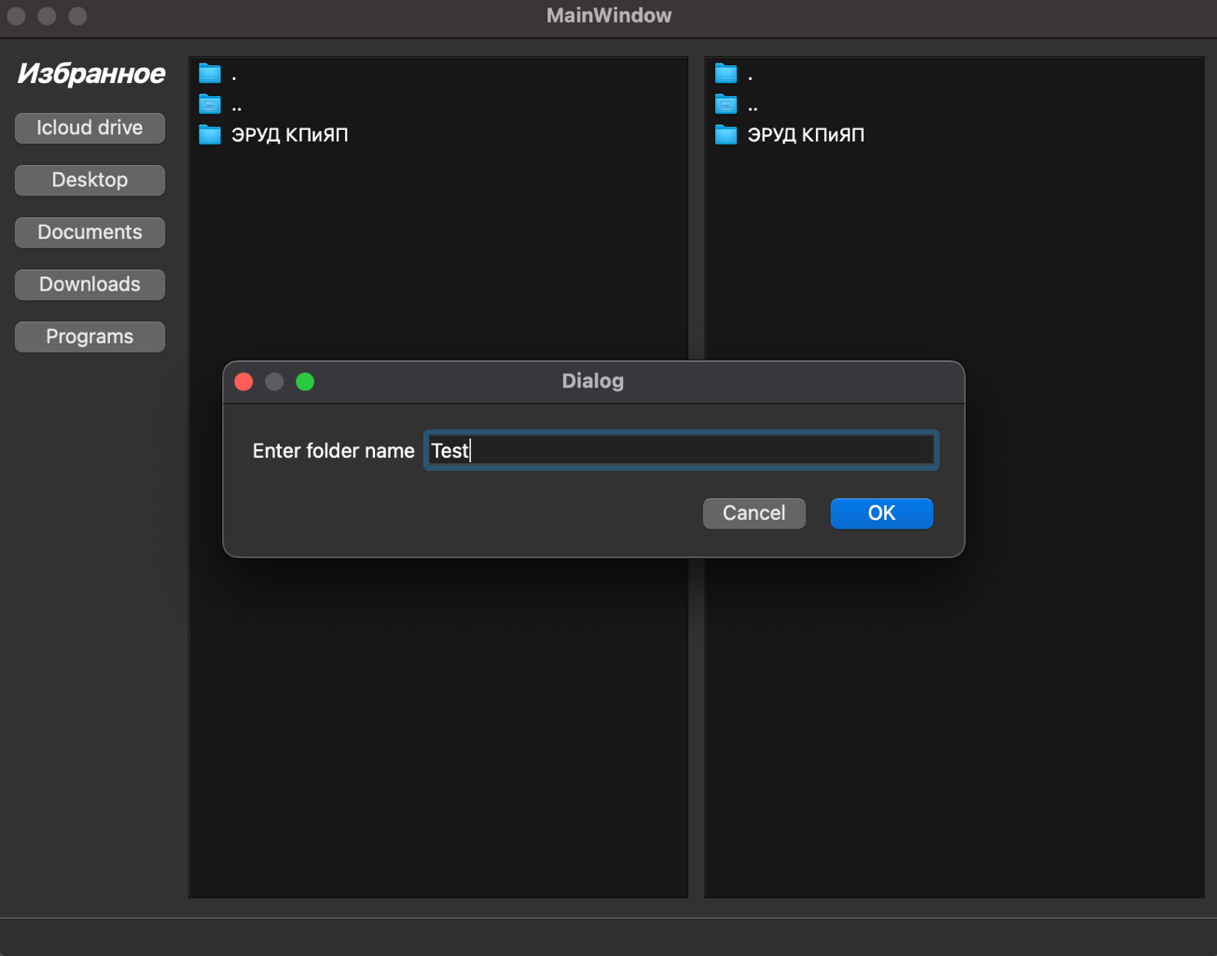 MainWindow
Избранное
Icloud drive
Desktop
Documents
Downloads
Programs
.
..
ЭРУД КПиЯП
.
..
ЭРУД КПиЯП
Dialog
Enter folder name Test
Cancel OK